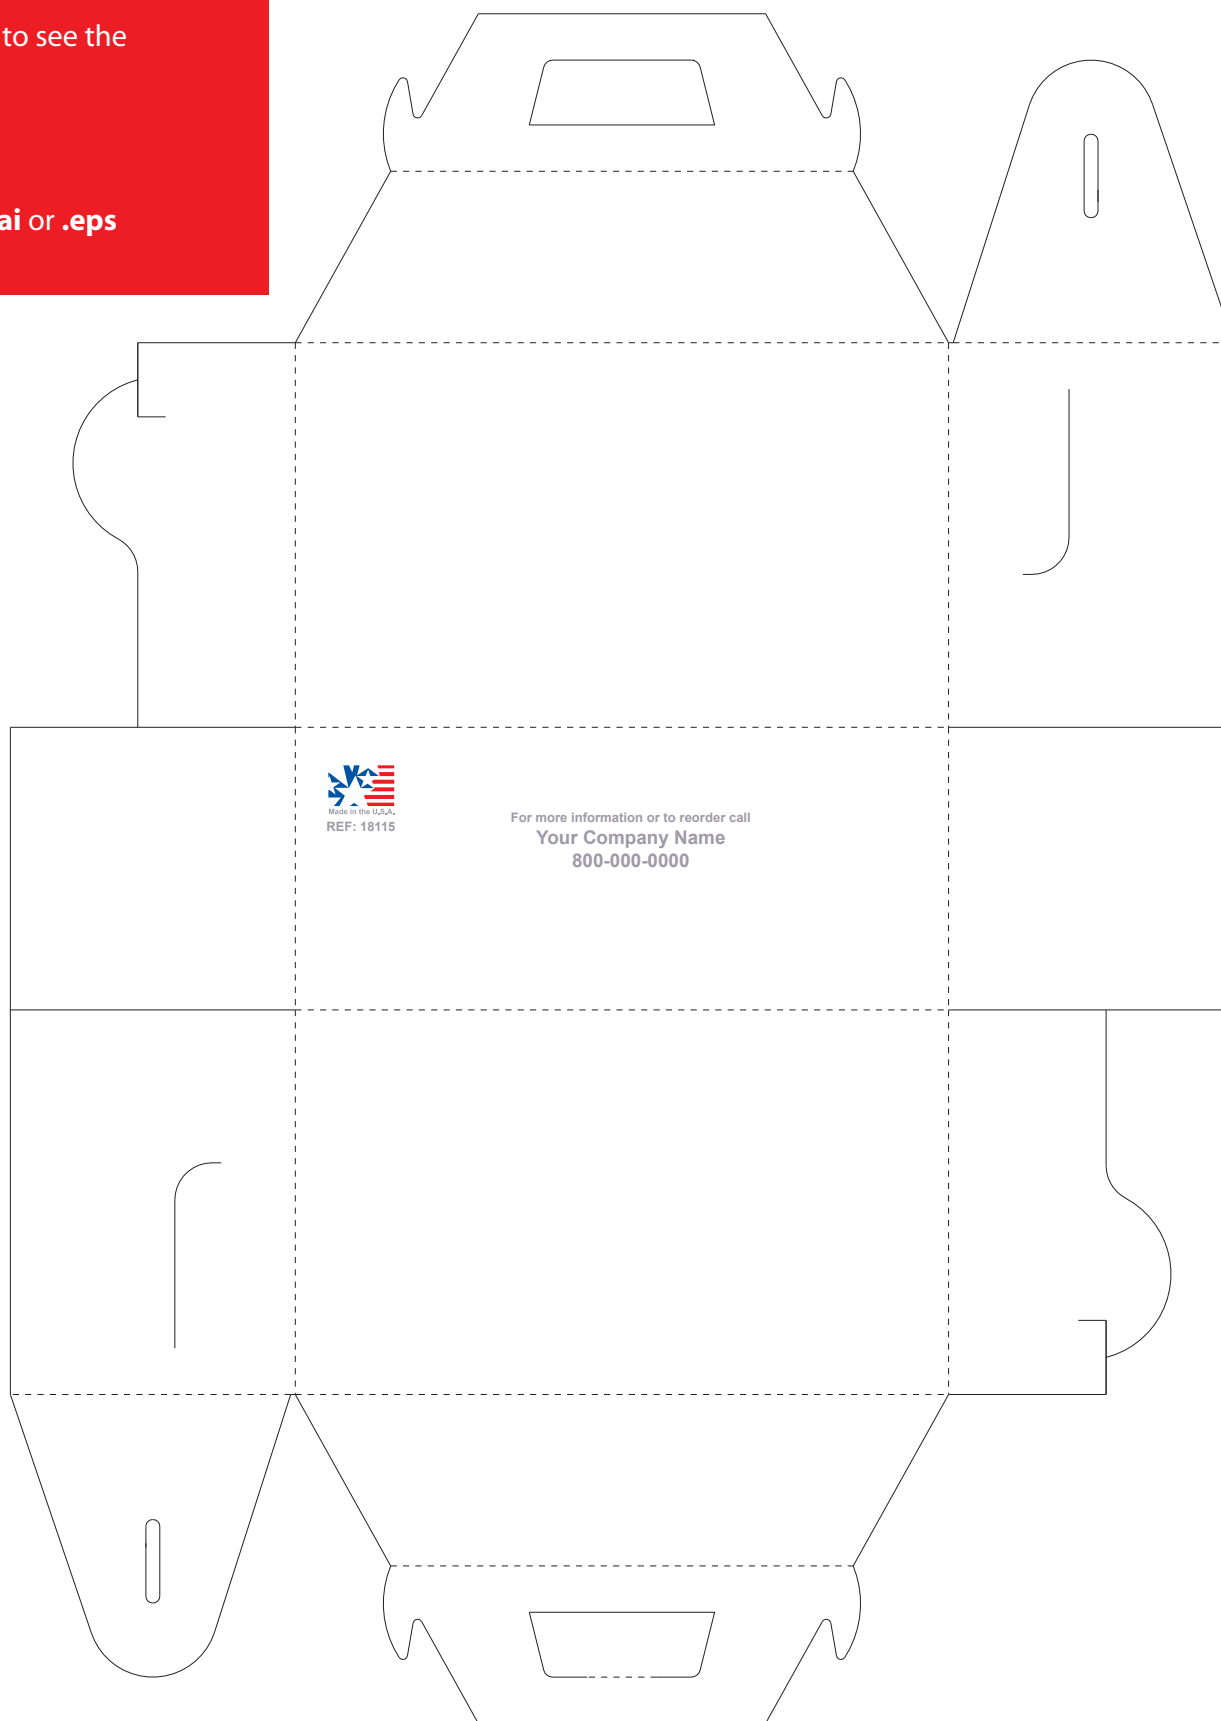 to see the
ai or .eps
Made in the U.S.A.
REF: 18115
For more information or to reorder call
Your Company Name
800-000-0000